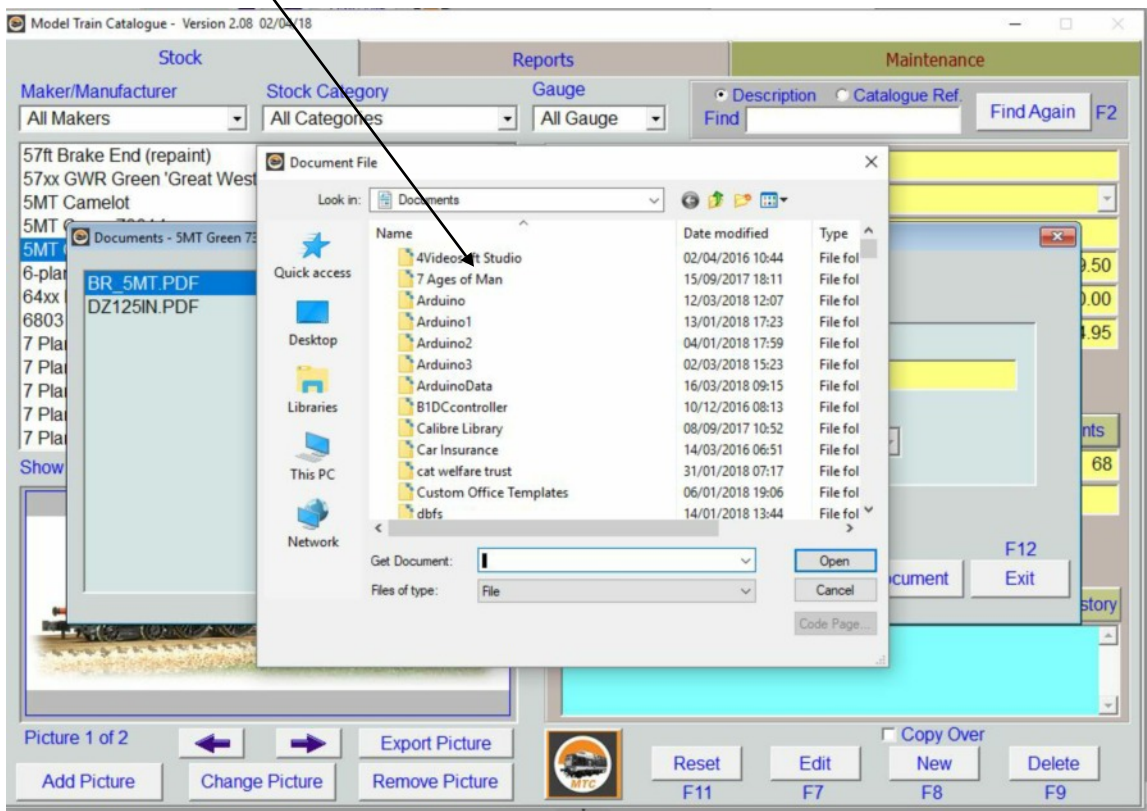 Model Train Catalogue - Version 2.08 02/04/18
Stock Reports Maintenance
Maker/Manufacturer Stock Category Gauge Description Catalogue Ref.
All Makers All Categories All Gauge Find Find Again F2
57ft Brake End (repaint)
57xx GWR Green 'Great West
5MT Camelot
5MT
5MT
6-plan
64xx
6803
7 Plan
7 Plan
7 Plan
7 Plan
7 Plan
Show
Documents - 5MT Green 73
BR_5MT.PDF
DZ125IN.PDF
Document File
Look in: Documents
Quick access
Desktop
Libraries
This PC
Network
Name Date modified Type
4Videosoft Studio 02/04/2016 10:44 File fol
7 Ages of Man 15/09/2017 18:11 File fol
Arduino 12/03/2018 12:07 File fol
Arduino1 13/01/2018 17:23 File fol
Arduino2 04/01/2018 17:59 File fol
Arduino3 02/03/2018 15:23 File fol
ArduinoData 16/03/2018 09:15 File fol
B1DCcontroller 10/12/2016 08:13 File fol
Calibre Library 08/09/2017 10:52 File fol
Car Insurance 14/03/2016 06:51 File fol
cat welfare trust 31/01/2018 07:17 File fol
Custom Office Templates 06/01/2018 19:06 File fol
dbfs 14/01/2018 13:44 File fol
Get Document: Open
Files of type: File Cancel
Code Page...
9.50
0.00
.95
nts
68
F12
cument Exit
story
Picture 1 of 2 Export Picture
Add Picture Change Picture Remove Picture
MTC
Copy Over
Reset Edit New Delete
F11 F7 F8 F9